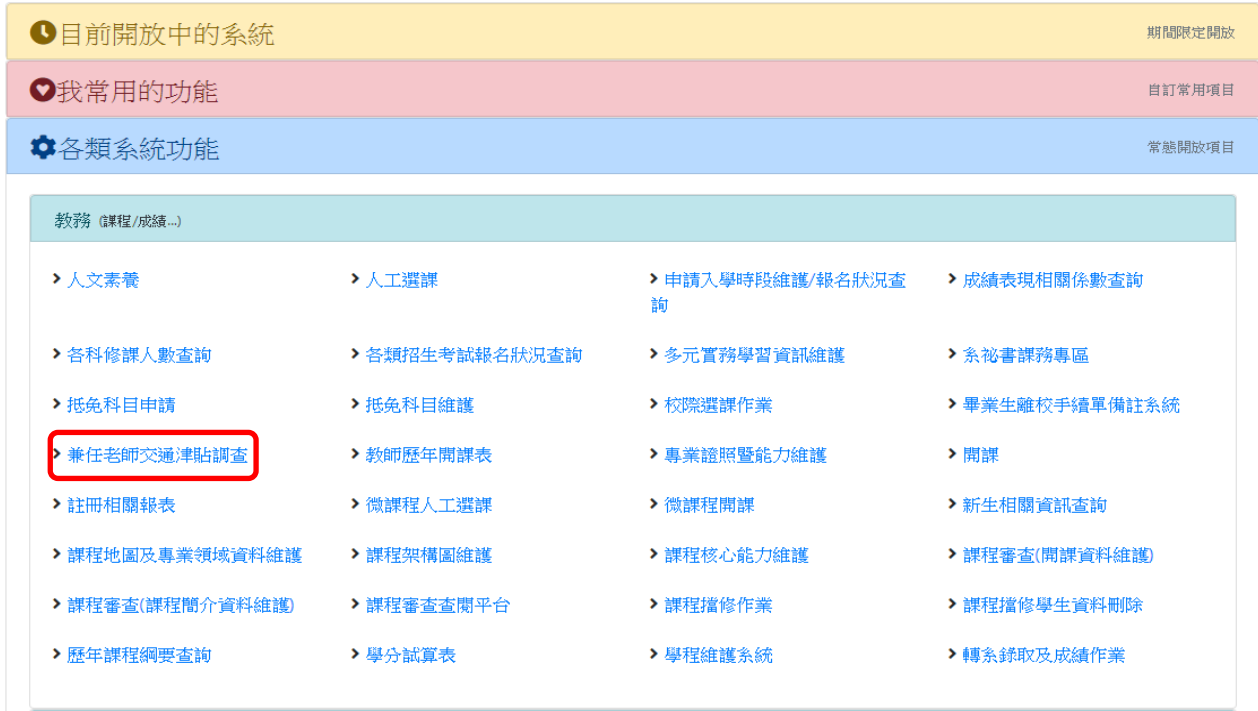 目前開放中的系統 期間限定開放
我常用的功能 自訂常用項目
各類系統功能 常態開放項目
教務 (課程/成績...)
人文素養 人工選課 申請入學時段維護/報名狀況查詢 成績表現相關係數查詢
各科修課人數查詢 各類招生考試報名狀況查詢 多元實務學習資訊維護 系祕書課務專區
抵免科目申請 抵免科目維護 校際選課作業 畢業生離校手續單備註系統
兼任老師交通津貼調查 教師歷年開課表 專業證照暨能力維護 開課
註冊相關報表 微課程人工選課 微課程開課 新生相關資訊查詢
課程地圖及專業領域資料維護 課程架構圖維護 課程核心能力維護 課程審查(開課資料維護)
課程審查(課程簡介資料維護) 課程審查查閱平台 課程擋修作業 課程擋修學生資料刪除
歷年課程綱要查詢 學分試算表 學程維護系統 轉系錄取及成績作業